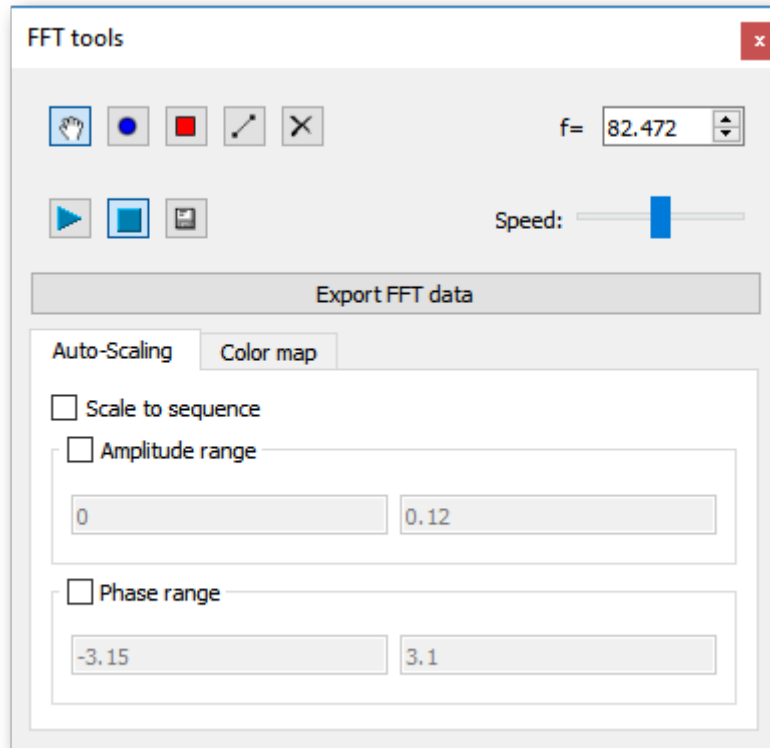 FFT tools
x
f= 82.472
Speed:
Export FFT data
Auto-Scaling Color map
Scale to sequence
Amplitude range
0 0.12
Phase range
-3.15 3.1